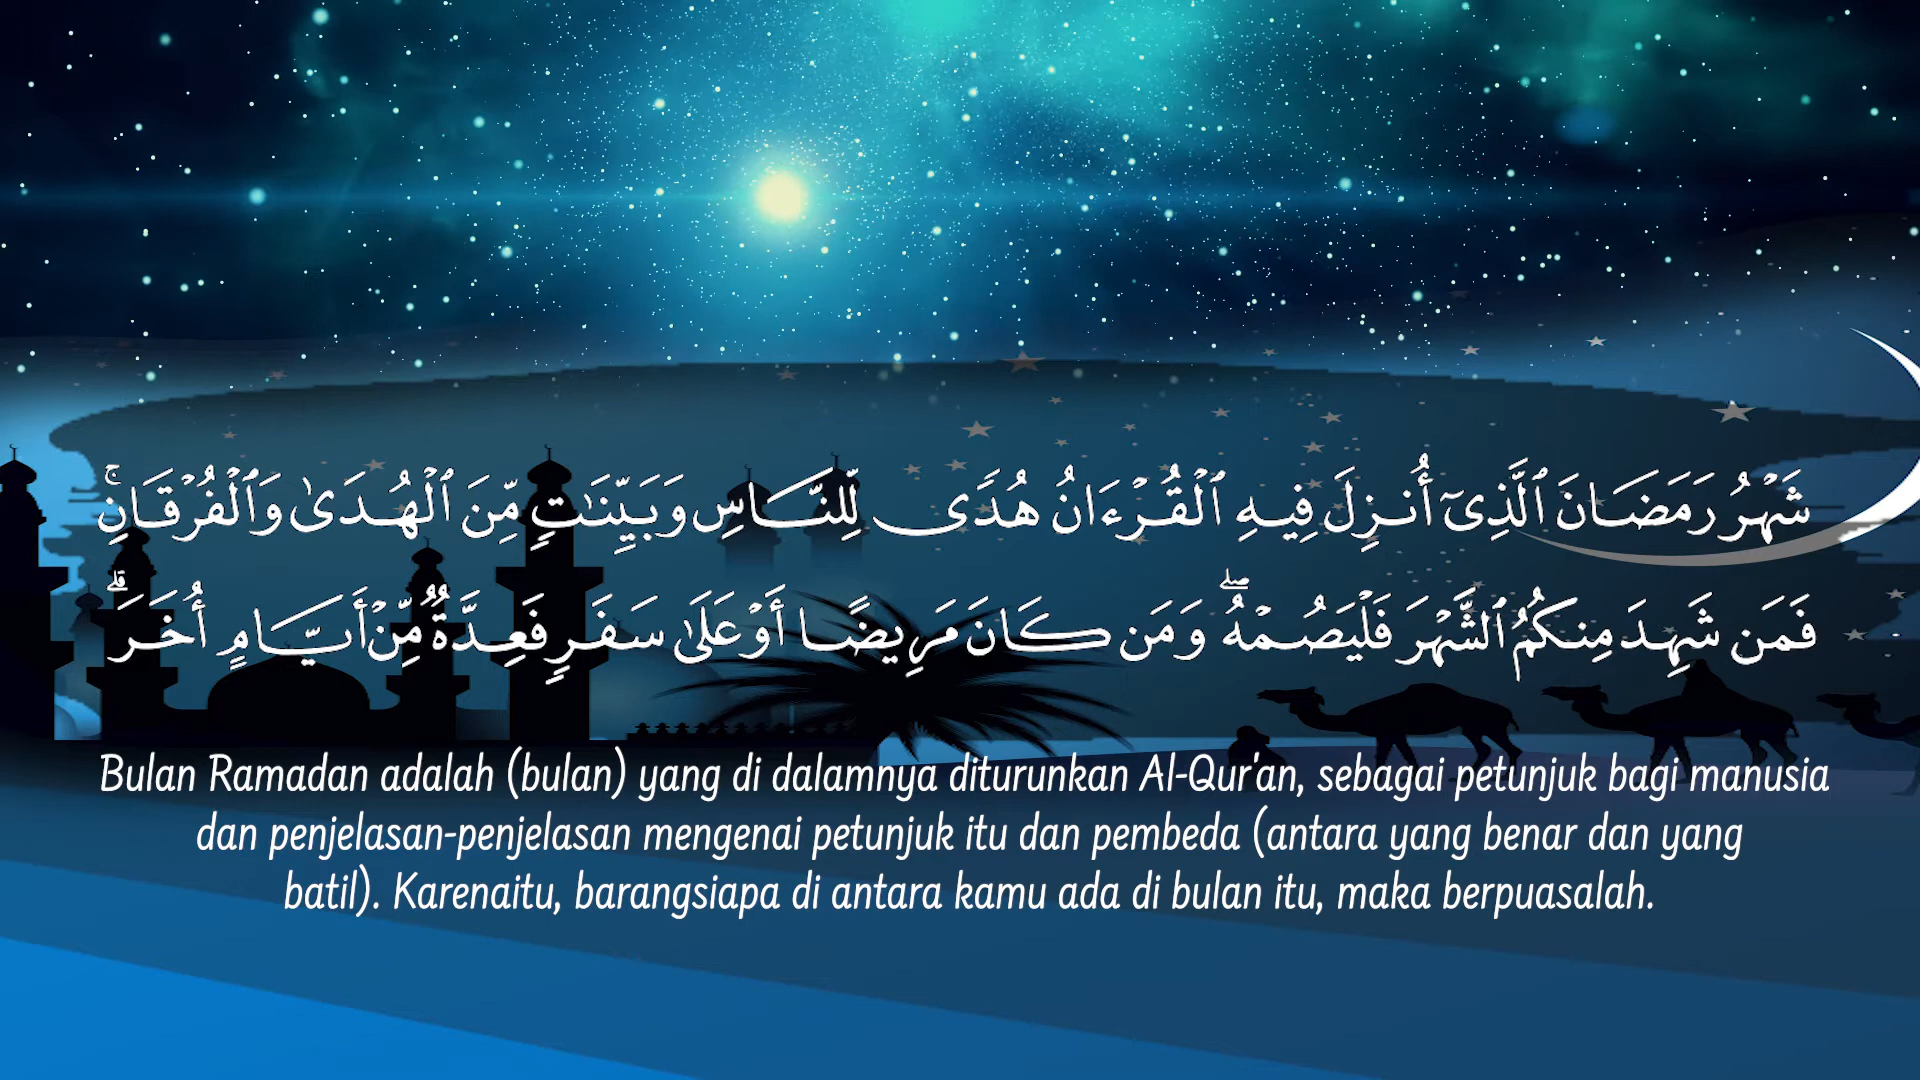 شَهْرُ رَمَضَانَ ٱلَّذِىٓ أُنزِلَ فِيهِ ٱلْقُرْءَانُ هُدًى لِّلنَّاسِ وَبَيِّنَٰتٍ مِّنَ ٱلْهُدَىٰ وَٱلْفُرْقَانِ ۚ
فَمَن شَهِدَ مِنكُمُ ٱلشَّهْرَ فَلْيَصُمْهُ ۖ وَمَن كَانَ مَرِيضًا أَوْ عَلَىٰ سَفَرٍ فَعِدَّةٌ مِّنْ أَيَّامٍ أُخَرَ ۗ
Bulan Ramadan adalah (bulan) yang di dalamnya diturunkan Al-Qur'an, sebagai petunjuk bagi manusia
dan penjelasan-penjelasan mengenai petunjuk itu dan pembeda (antara yang benar dan yang
batil). Karenaitu, barangsiapa di antara kamu ada di bulan itu, maka berpuasalah.